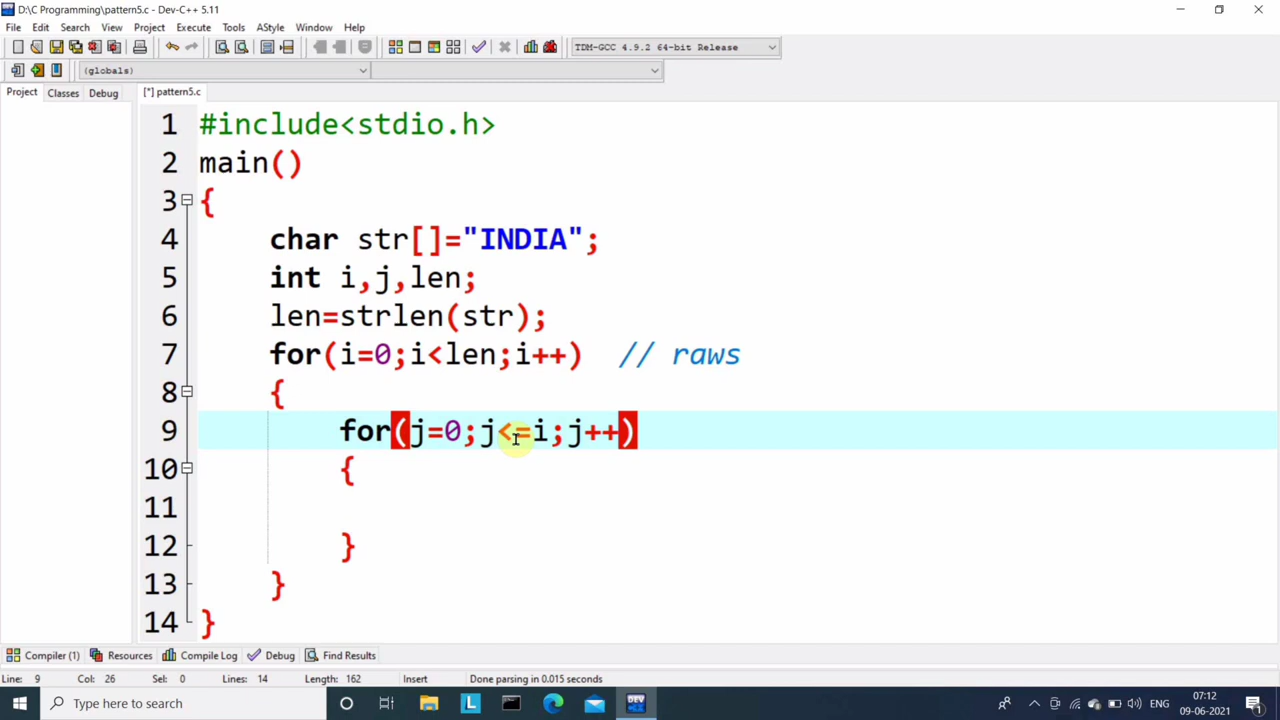 D:\C Programming\pattern5.c - Dev-C++ 5.11
File Edit Search View Project Execute Tools AStyle Window Help
TDM-GCC 4.9.2 64-bit Release
(globals)
Project Classes Debug [*] pattern5.c
1 #include<stdio.h>
2 main()
3 {
4 char str[]="INDIA";
5 int i,j,len;
6 len=strlen(str);
7 for(i=0;i<len;i++) // raws
8 {
9 for(j=0;j<=i;j++)
10 {
11
12 }
13 }
14 }
Compiler (1) Resources Compile Log Debug Find Results
Line: 9 Col: 26 Sel: 0 Lines: 14 Length: 162 Insert Done parsing in 0.015 seconds
Type here to search L DEV ENG 07:12
09-06-2021 1